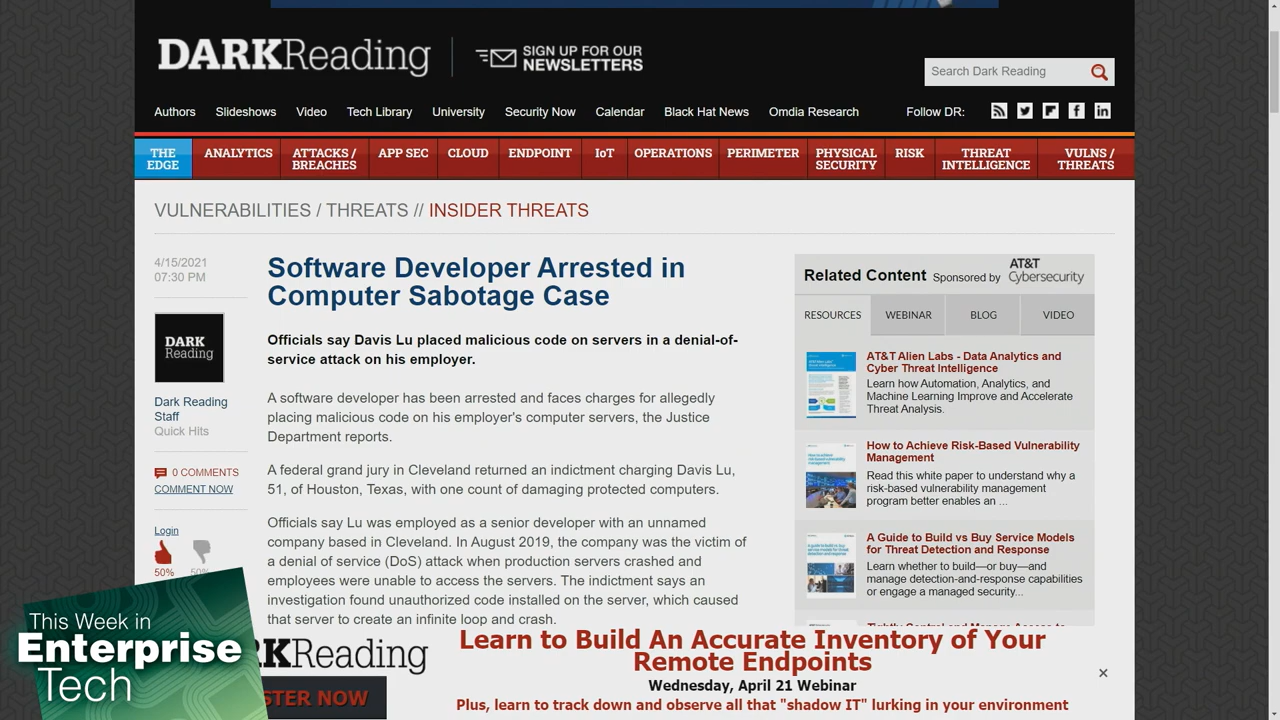 DARKReading
SIGN UP FOR OUR
NEWSLETTERS
Search Dark Reading
Authors
Slideshows
Video
Tech Library
University
Security Now
Calendar
Black Hat News
Omdia Research
Follow DR:
THE
EDGE
ANALYTICS
ATTACKS /
BREACHES
APP SEC
CLOUD
ENDPOINT
IoT
OPERATIONS
PERIMETER
PHYSICAL
SECURITY
RISK
THREAT
INTELLIGENCE
VULNS /
THREATS
VULNERABILITIES / THREATS // INSIDER THREATS
4/15/2021
07:30 PM
DARK
Reading
Dark Reading
Staff
Quick Hits
0 COMMENTS
COMMENT NOW
Login
50%
50%
Software Developer Arrested in
Computer Sabotage Case
Officials say Davis Lu placed malicious code on servers in a denial-of-
service attack on his employer.
A software developer has been arrested and faces charges for allegedly
placing malicious code on his employer's computer servers, the Justice
Department reports.
A federal grand jury in Cleveland returned an indictment charging Davis Lu,
51, of Houston, Texas, with one count of damaging protected computers.
Officials say Lu was employed as a senior developer with an unnamed
company based in Cleveland. In August 2019, the company was the victim of
a denial of service (DoS) attack when production servers crashed and
employees were unable to access the servers. The indictment says an
investigation found unauthorized code installed on the server, which caused
that server to create an infinite loop and crash.
Related Content Sponsored by AT&T
Cybersecurity
RESOURCES
WEBINAR
BLOG
VIDEO
AT&T Alien Labs - Data Analytics and
Cyber Threat Intelligence
Learn how Automation, Analytics, and
Machine Learning Improve and Accelerate
Threat Analysis.
How to Achieve Risk-Based Vulnerability
Management
Read this white paper to understand why a
risk-based vulnerability management
program better enables an ...
A Guide to Build vs Buy Service Models
for Threat Detection and Response
Learn whether to build—or buy—and
manage detection-and-response capabilities
or engage a managed security...
This Week in
Enterprise
Tech
RKReading
STER NOW
Learn to Build An Accurate Inventory of Your
Remote Endpoints
Wednesday, April 21 Webinar
Plus, learn to track down and observe all that "shadow IT" lurking in your environment